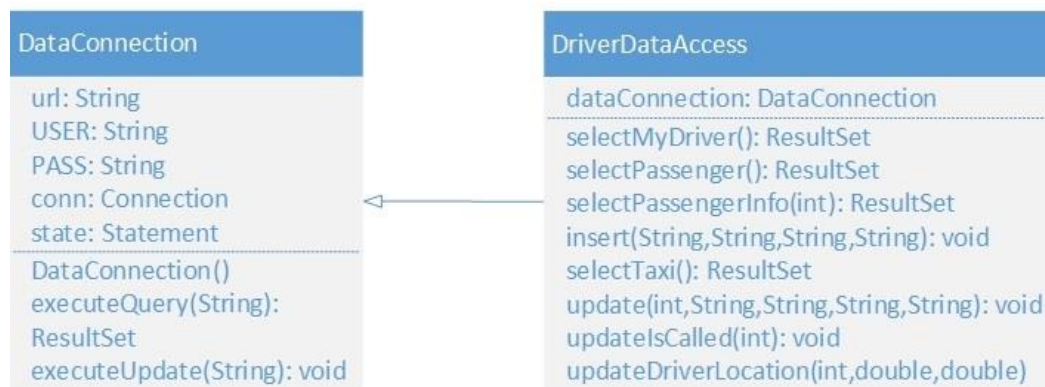 DataConnection
url: String
USER: String
PASS: String
conn: Connection
state: Statement
DataConnection()
executeQuery(String):
ResultSet
executeUpdate(String): void
DriverDataAccess
dataConnection: DataConnection
selectMyDriver(): ResultSet
selectPassenger(): ResultSet
selectPassengerInfo(int): ResultSet
insert(String,String,String,String): void
selectTaxi(): ResultSet
update(int,String,String,String,String): void
updateIsCalled(int): void
updateDriverLocation(int,double,double)